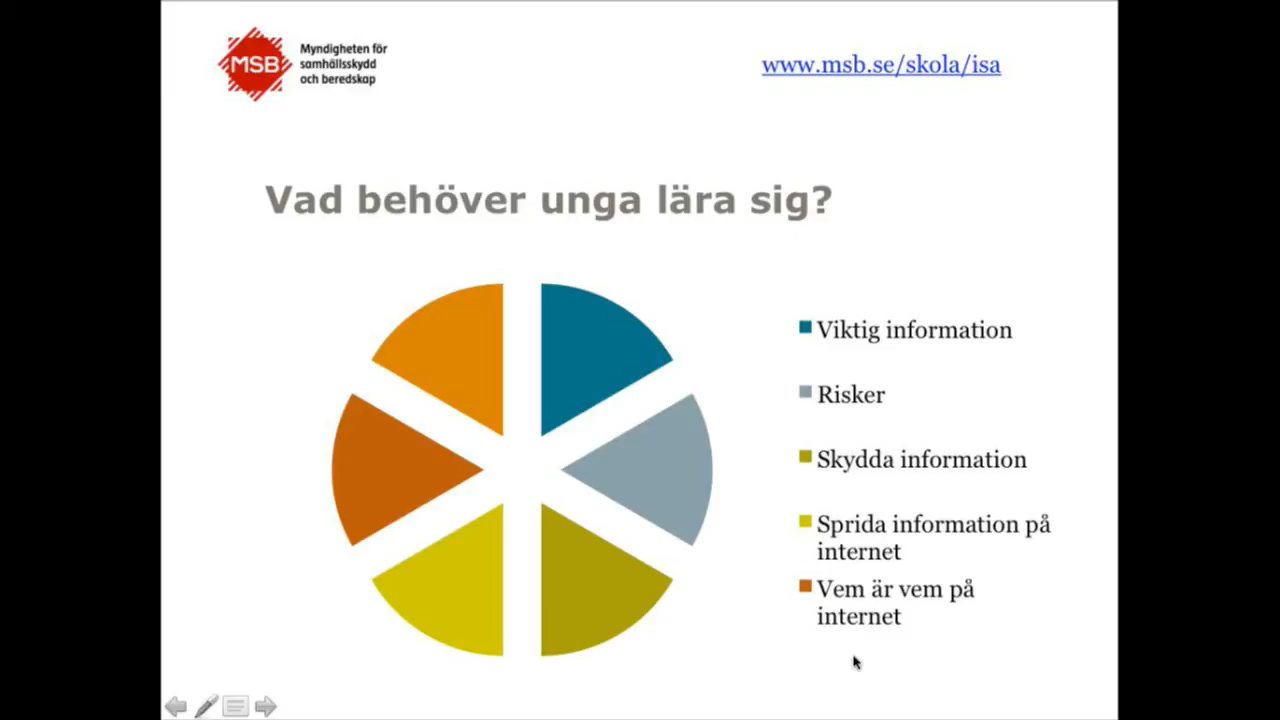 MSB
Myndigheten för
samhällsskydd
och beredskap
www.msb.se/skola/isa
Vad behöver unga lära sig?
Viktig information
Risker
Skydda information
Sprida information på
internet
Vem är vem på
internet